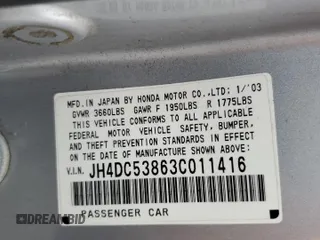 MFD. IN JAPAN BY HONDA MOTOR CO.,LTD: 1/'03
GVWR 3660LBS GAWR F 1950LBS R 1775LBS
THIS VEHICLE CONFORMS TO ALL APPLICABLE
FEDERAL MOTOR VEHICLE SAFETY, BUMPER,
AND THEFT PREVENTION STANDARDS IN EFFECT
ON THE DATE OF MANUFACTURE SHOWN ABOVE.
V.I.N. JH4DC53863C011416
PASSENGER CAR
DREAMBID